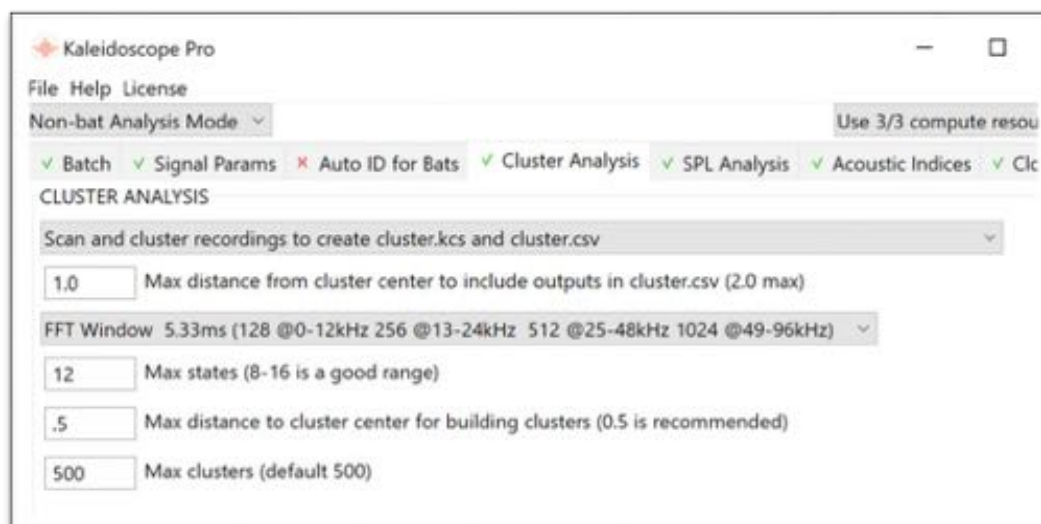 Kaleidoscope Pro
File Help License
Non-bat Analysis Mode Use 3/3 compute resou
Batch Signal Params Auto ID for Bats Cluster Analysis SPL Analysis Acoustic Indices Clc
CLUSTER ANALYSIS
Scan and cluster recordings to create cluster.kcs and cluster.csv
1.0 Max distance from cluster center to include outputs in cluster.csv (2.0 max)
FFT Window 5.33ms (128 @0-12kHz 256 @13-24kHz 512 @25-48kHz 1024 @49-96kHz)
12 Max states (8-16 is a good range)
.5 Max distance to cluster center for building clusters (0.5 is recommended)
500 Max clusters (default 500)